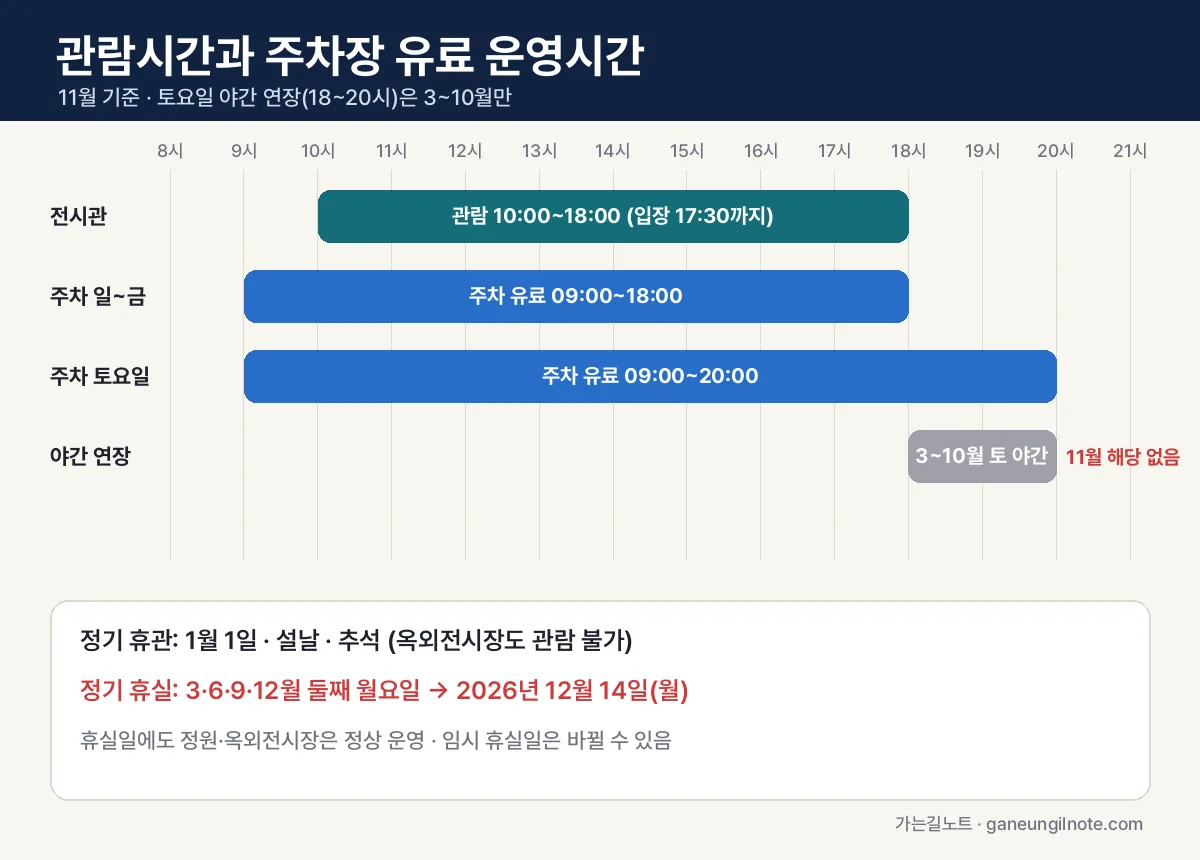 관람시간과 주차장 유료 운영시간
11월 기준 · 토요일 야간 연장(18~20시)은 3~10월만
8시 9시 10시 11시 12시 13시 14시 15시 16시 17시 18시 19시 20시 21시
전시관 관람 10:00~18:00 (입장 17:30까지)
주차 일~금 주차 유료 09:00~18:00
주차 토요일 주차 유료 09:00~20:00
야간 연장 3~10월 토 야간 11월 해당 없음
정기 휴관: 1월 1일 · 설날 · 추석 (옥외전시장도 관람 불가)
정기 휴실: 3·6·9·12월 둘째 월요일 → 2026년 12월 14일(월)
휴실일에도 정원·옥외전시장은 정상 운영 · 임시 휴실일은 바뀔 수 있음
가는길노트 · ganeungilnote.com